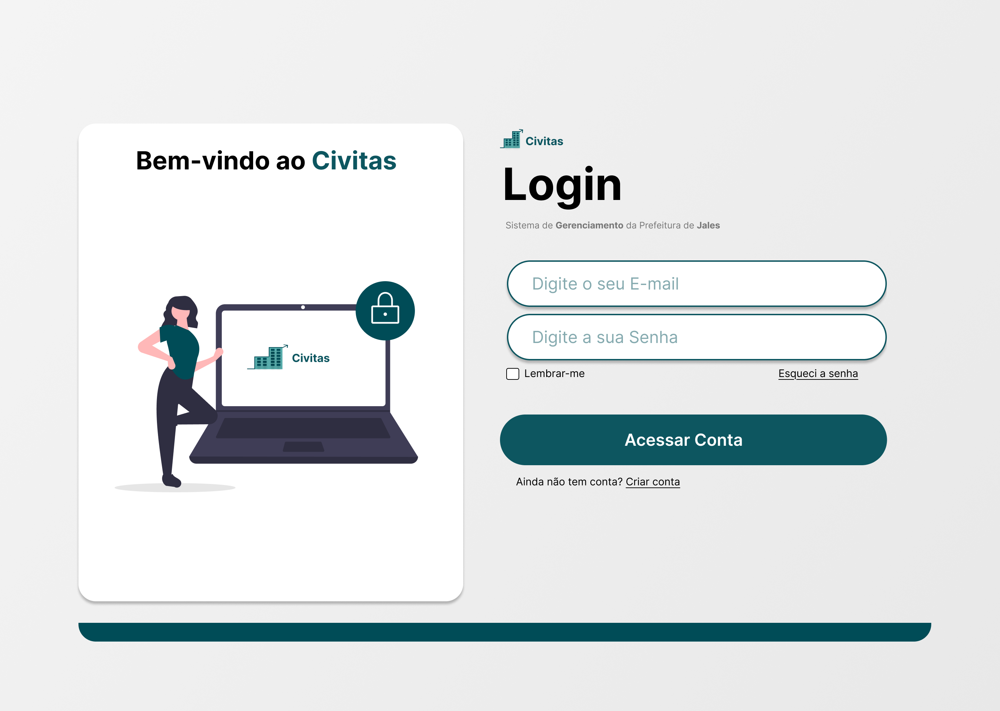 Bem-vindo ao Civitas
Civitas
Civitas
Login
Sistema de Gerenciamento da Prefeitura de Jales
Digite o seu E-mail
Digite a sua Senha
Lembrar-me
Esqueci a senha
Acessar Conta
Ainda não tem conta? Criar conta